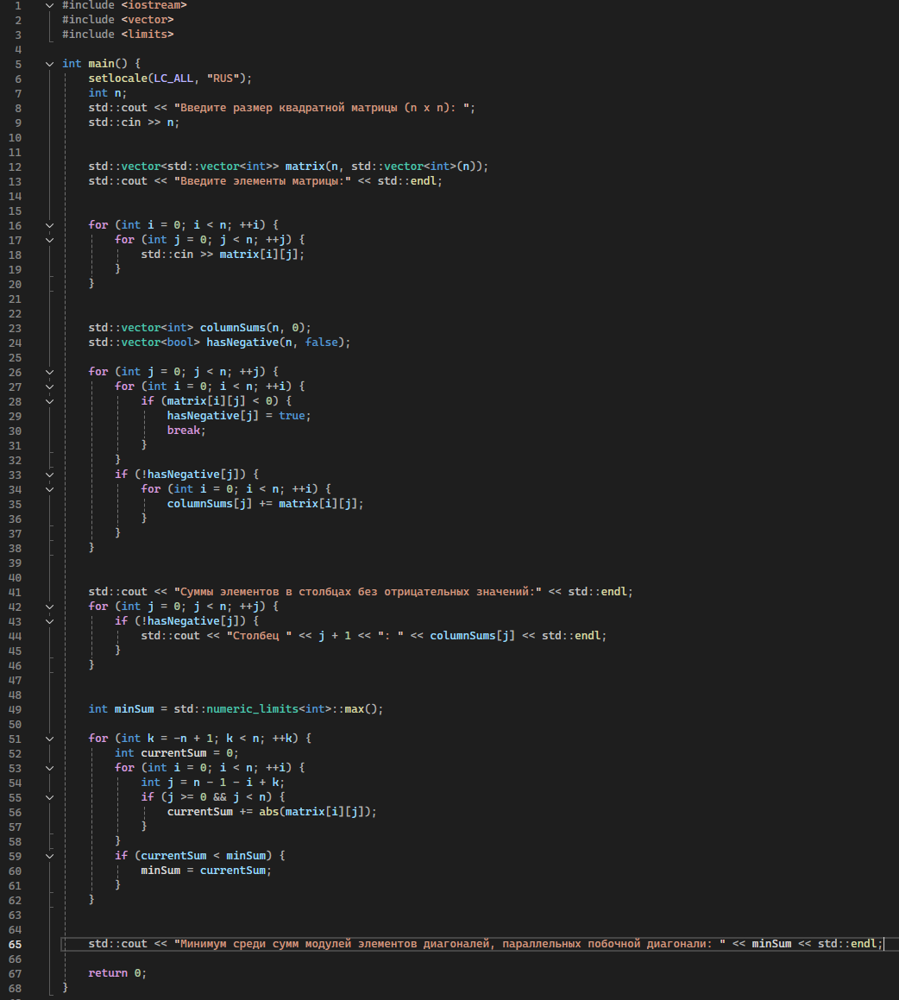 1 #include <iostream>
2 #include <vector>
3 #include <limits>
4
5 int main() {
6 setlocale(LC_ALL, "RUS");
7 int n;
8 std::cout << "Введите размер квадратной матрицы (n x n): ";
9 std::cin >> n;
10
11
12 std::vector<std::vector<int>> matrix(n, std::vector<int>(n));
13 std::cout << "Введите элементы матрицы:" << std::endl;
14
15
16 for (int i = 0; i < n; ++i) {
17 for (int j = 0; j < n; ++j) {
18 std::cin >> matrix[i][j];
19 }
20 }
21
22
23 std::vector<int> columnSums(n, 0);
24 std::vector<bool> hasNegative(n, false);
25
26 for (int j = 0; j < n; ++j) {
27 for (int i = 0; i < n; ++i) {
28 if (matrix[i][j] < 0) {
29 hasNegative[j] = true;
30 break;
31 }
32 }
33 if (!hasNegative[j]) {
34 for (int i = 0; i < n; ++i) {
35 columnSums[j] += matrix[i][j];
36 }
37 }
38 }
39
40
41 std::cout << "Суммы элементов в столбцах без отрицательных значений:" << std::endl;
42 for (int j = 0; j < n; ++j) {
43 if (!hasNegative[j]) {
44 std::cout << "Столбец " << j + 1 << ": " << columnSums[j] << std::endl;
45 }
46 }
47
48
49 int minSum = std::numeric_limits<int>::max();
50
51 for (int k = -n + 1; k < n; ++k) {
52 int currentSum = 0;
53 for (int i = 0; i < n; ++i) {
54 int j = n - 1 - i + k;
55 if (j >= 0 && j < n) {
56 currentSum += abs(matrix[i][j]);
57 }
58 }
59 if (currentSum < minSum) {
60 minSum = currentSum;
61 }
62 }
63
64
65 std::cout << "Минимум среди сумм модулей элементов диагоналей, параллельных побочной диагонали: " << minSum << std::endl;
66
67 return 0;
68 }